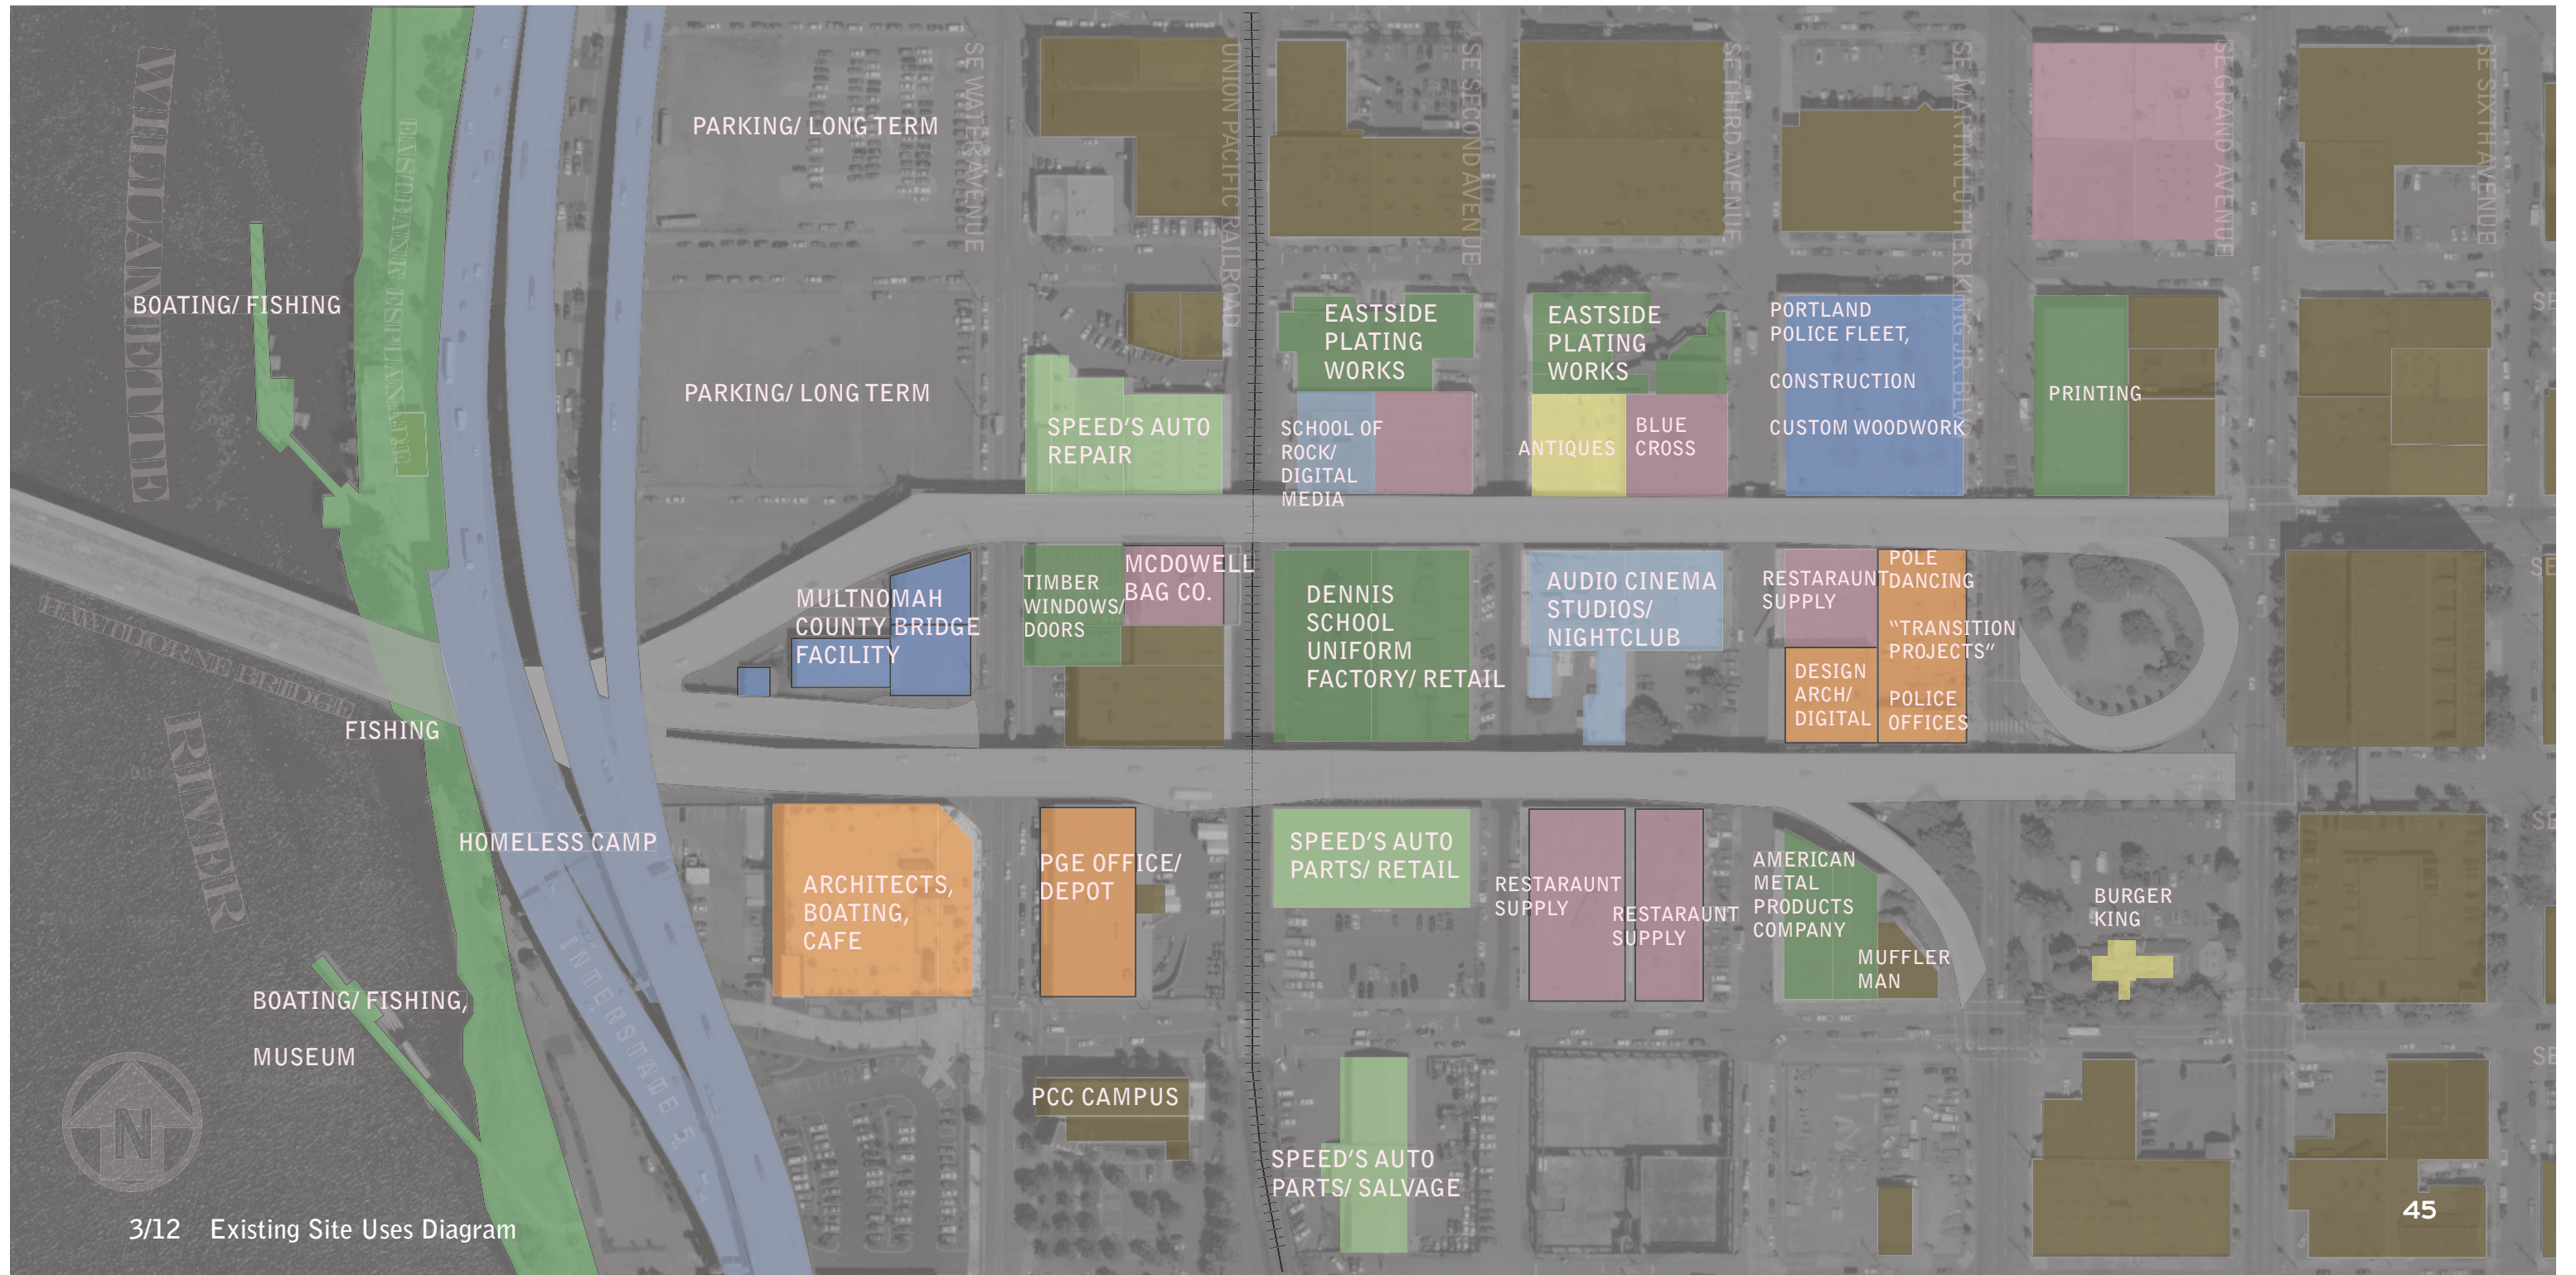 WILLAMETTE
RIVER
EASTBANK ESPLANADE
HAWTHORNE BRIDGE
INTERSTATE 5
SE WATER AVENUE
UNION PACIFIC RAILROAD
SE SECOND AVENUE
SE THIRD AVENUE
SE MARTIN LUTHER KING JR. BLVD
SE GRAND AVENUE
SE SIXTH AVENUE
PARKING/ LONG TERM
BOATING/ FISHING
PARKING/ LONG TERM
SPEED'S AUTO
REPAIR
EASTSIDE
PLATING
WORKS
SCHOOL OF
ROCK/
DIGITAL
MEDIA
EASTSIDE
PLATING
WORKS
ANTIQUES
BLUE
CROSS
PORTLAND
POLICE FLEET,
CONSTRUCTION
CUSTOM WOODWORK
PRINTING
SE
MULTNOMAH
COUNTY BRIDGE
FACILITY
TIMBER
WINDOWS/
DOORS
MCDOWELL
BAG CO.
DENNIS
SCHOOL
UNIFORM
FACTORY/ RETAIL
AUDIO CINEMA
STUDIOS/
NIGHTCLUB
RESTARAUNT
SUPPLY
POLE
DANCING
“TRANSITION
PROJECTS”
POLICE
OFFICES
DESIGN
ARCH/
DIGITAL
SE
FISHING
HOMELESS CAMP
ARCHITECTS,
BOATING,
CAFE
PGE OFFICE/
DEPOT
SPEED'S AUTO
PARTS/ RETAIL
RESTARAUNT
SUPPLY
RESTARAUNT
SUPPLY
AMERICAN
METAL
PRODUCTS
COMPANY
MUFFLER
MAN
BURGER
KING
SE
BOATING/ FISHING,
MUSEUM
N
PCC CAMPUS
SPEED'S AUTO
PARTS/ SALVAGE
SE
3/12 Existing Site Uses Diagram
45